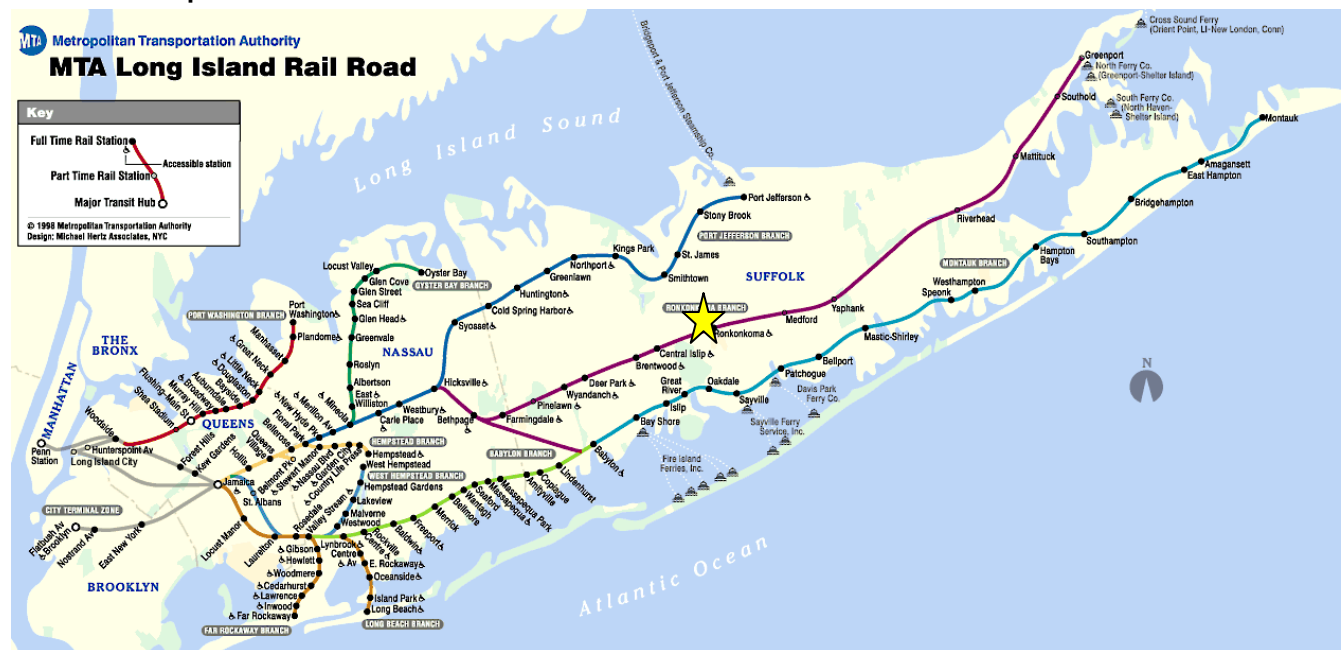 MTA Metropolitan Transportation Authority
MTA Long Island Rail Road
Key
Full Time Rail Station
Accessible station
Part Time Rail Station
Major Transit Hub
© 1998 Metropolitan Transportation Authority
Design: Michael Hertz Associates, NYC
Long Island Sound
Bridgeport & Port Jefferson Steamship Co.
Cross Sound Ferry
(Orient Point, LI-New London, Conn)
Greenport
North Ferry Co.
(Greenport-Shelter Island)
Southold
South Ferry Co.
(North Haven-
Shelter Island)
Montauk
Mattituck
Amagansett
East Hampton
Bridgehampton
Riverhead
Southampton
Hampton
Bays
MONTAUK BRANCH
Westhampton
Speonk
Port Jefferson
Stony Brook
PORT JEFFERSON BRANCH
St. James
Kings Park
Smithtown
SUFFOLK
Northport
Greenlawn
Huntington
Cold Spring Harbor
Syosset
Locust Valley
Oyster Bay
OYSTER BAY BRANCH
Glen Cove
Glen Street
Sea Cliff
Glen Head
Greenvale
Roslyn
Albertson
East
Williston
NASSAU
Port
Washington
PORT WASHINGTON BRANCH
Plandome
Manhasset
Great Neck
Little Neck
Douglaston
Bayside
Auburndale
Broadway
Murray Hill
Flushing-Main St
Shea Stadium
THE
BRONX
MANHATTAN
QUEENS
Woodside
Penn
Station
Hunterspoint Av
Long Island City
Forest Hills
Kew Gardens
Jamaica
Hollis
Queens
Village
Bellerose
Floral Park
New Hyde Pk
Merillon Av
Mineola
Carle Place
Westbury
Hicksville
Bethpage
Farmingdale
Pinelawn
Wyandanch
Deer Park
Brentwood
Central Islip
Ronkonkoma
Medford
Yaphank
Mastic-Shirley
Bellport
Patchogue
Sayville
Oakdale
Great
River
Islip
Bay Shore
Babylon
Davis Park
Ferry Co.
Sayville Ferry
Service, Inc.
Fire Island
Ferries, Inc.
BABYLON BRANCH
Lindenhurst
Copiague
Amityville
Massapequa Park
Massapequa
Seaford
Wantagh
Bellmore
Merrick
Freeport
Baldwin
Rockville
Centre
Lynbrook
HEMPSTEAD BRANCH
Hempstead
Country Life Press
Garden City
Nassau Blvd
Stewart Manor
Belmont Pk
WEST HEMPSTEAD BRANCH
West Hempstead
Hempstead Gardens
Lakeview
Malverne
Westwood
Valley Stream
Rosedale
Laurelton
Locust Manor
St. Albans
CITY TERMINAL ZONE
Flatbush Av
Brooklyn
Nostrand Av
East New York
BROOKLYN
Gibson
Hewlett
Woodmere
Cedarhurst
Lawrence
Inwood
Far Rockaway
FAR ROCKAWAY BRANCH
Centre
Av
E. Rockaway
Oceanside
Island Park
Long Beach
LONG BEACH BRANCH
Atlantic Ocean
N